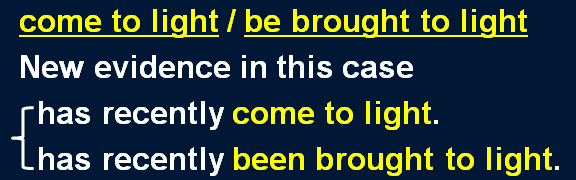 come to light / be brought to light
New evidence in this case
has recently come to light.
has recently been brought to light.